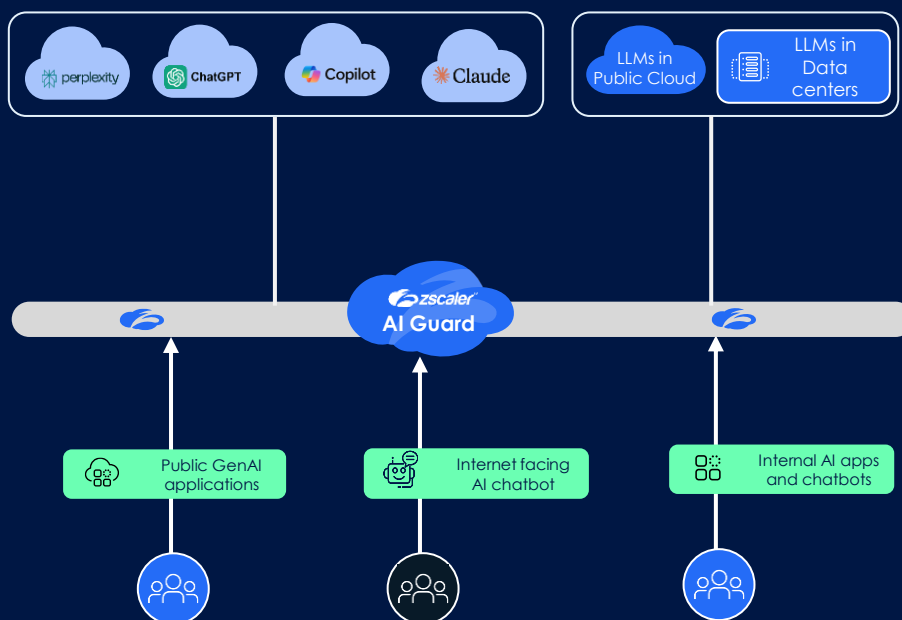 perplexity
ChatGPT
Copilot
Claude
LLMs in
Public Cloud
LLMs in
Data
centers
zscaler™
AI Guard
Public GenAI
applications
Internet facing
AI chatbot
Internal AI apps
and chatbots